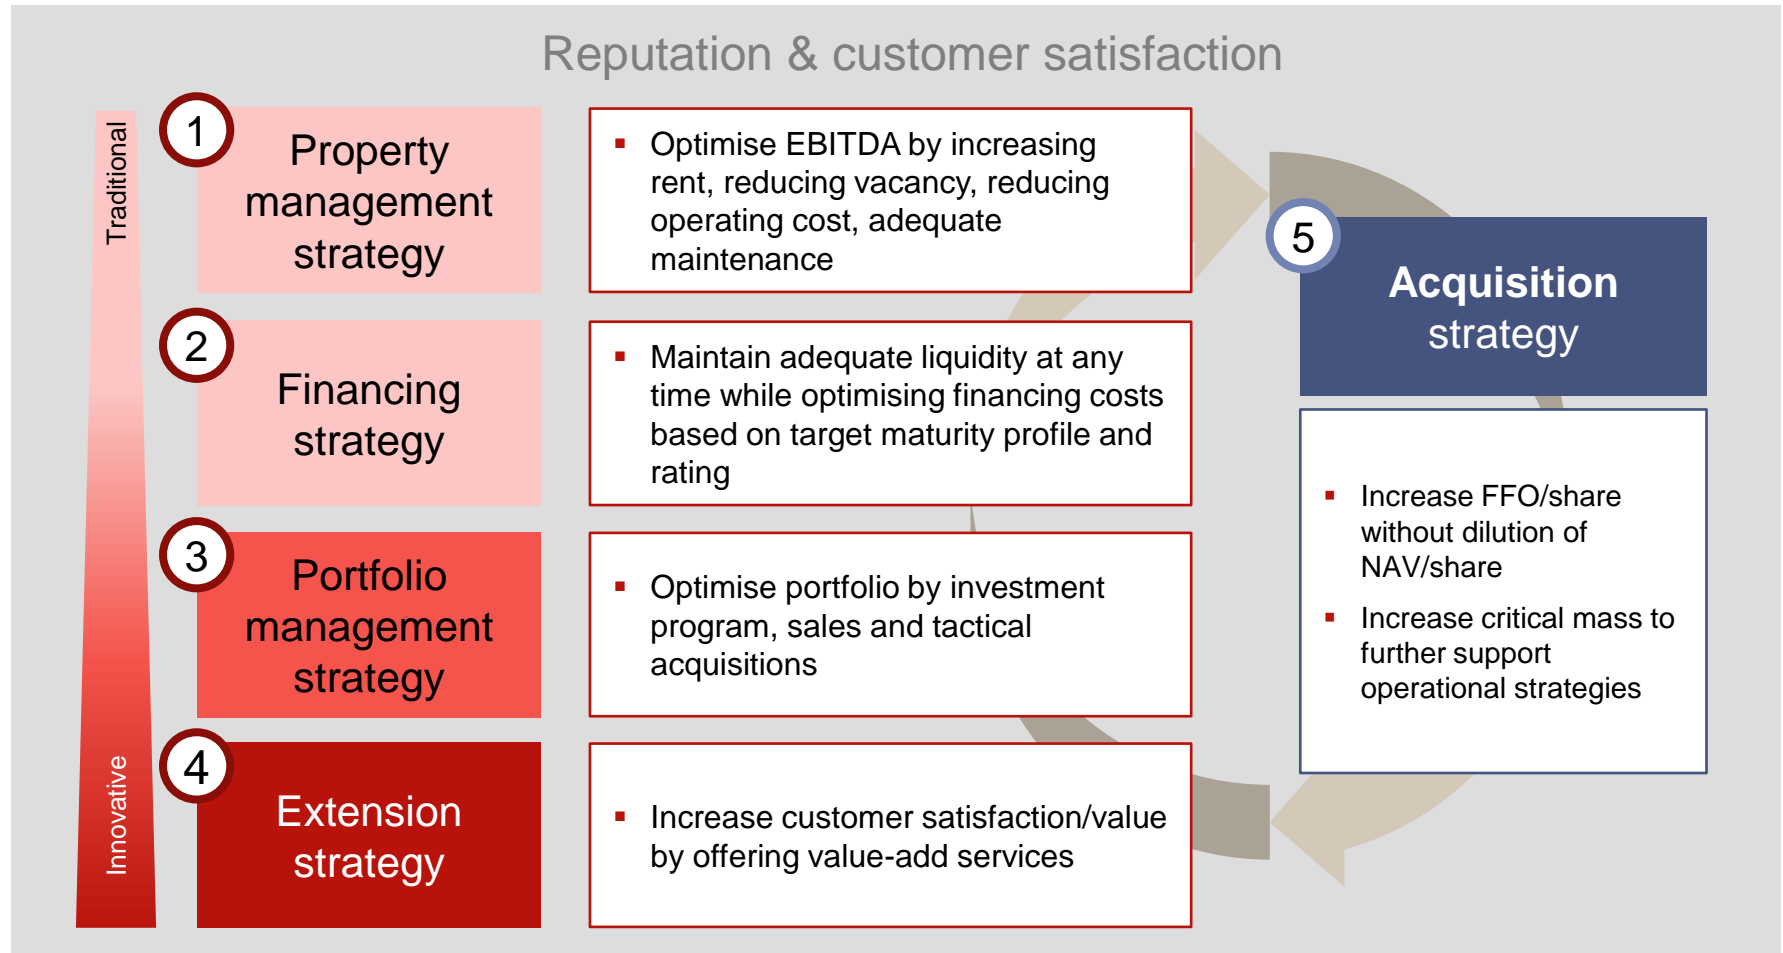 Reputation & customer satisfaction
Traditional
Innovative
1
Property
management
strategy
▪ Optimise EBITDA by increasing
rent, reducing vacancy, reducing
operating cost, adequate
maintenance
2
Financing
strategy
▪ Maintain adequate liquidity at any
time while optimising financing costs
based on target maturity profile and
rating
3
Portfolio
management
strategy
▪ Optimise portfolio by investment
program, sales and tactical
acquisitions
4
Extension
strategy
▪ Increase customer satisfaction/value
by offering value-add services
5
Acquisition
strategy
▪ Increase FFO/share
without dilution of
NAV/share
▪ Increase critical mass to
further support
operational strategies